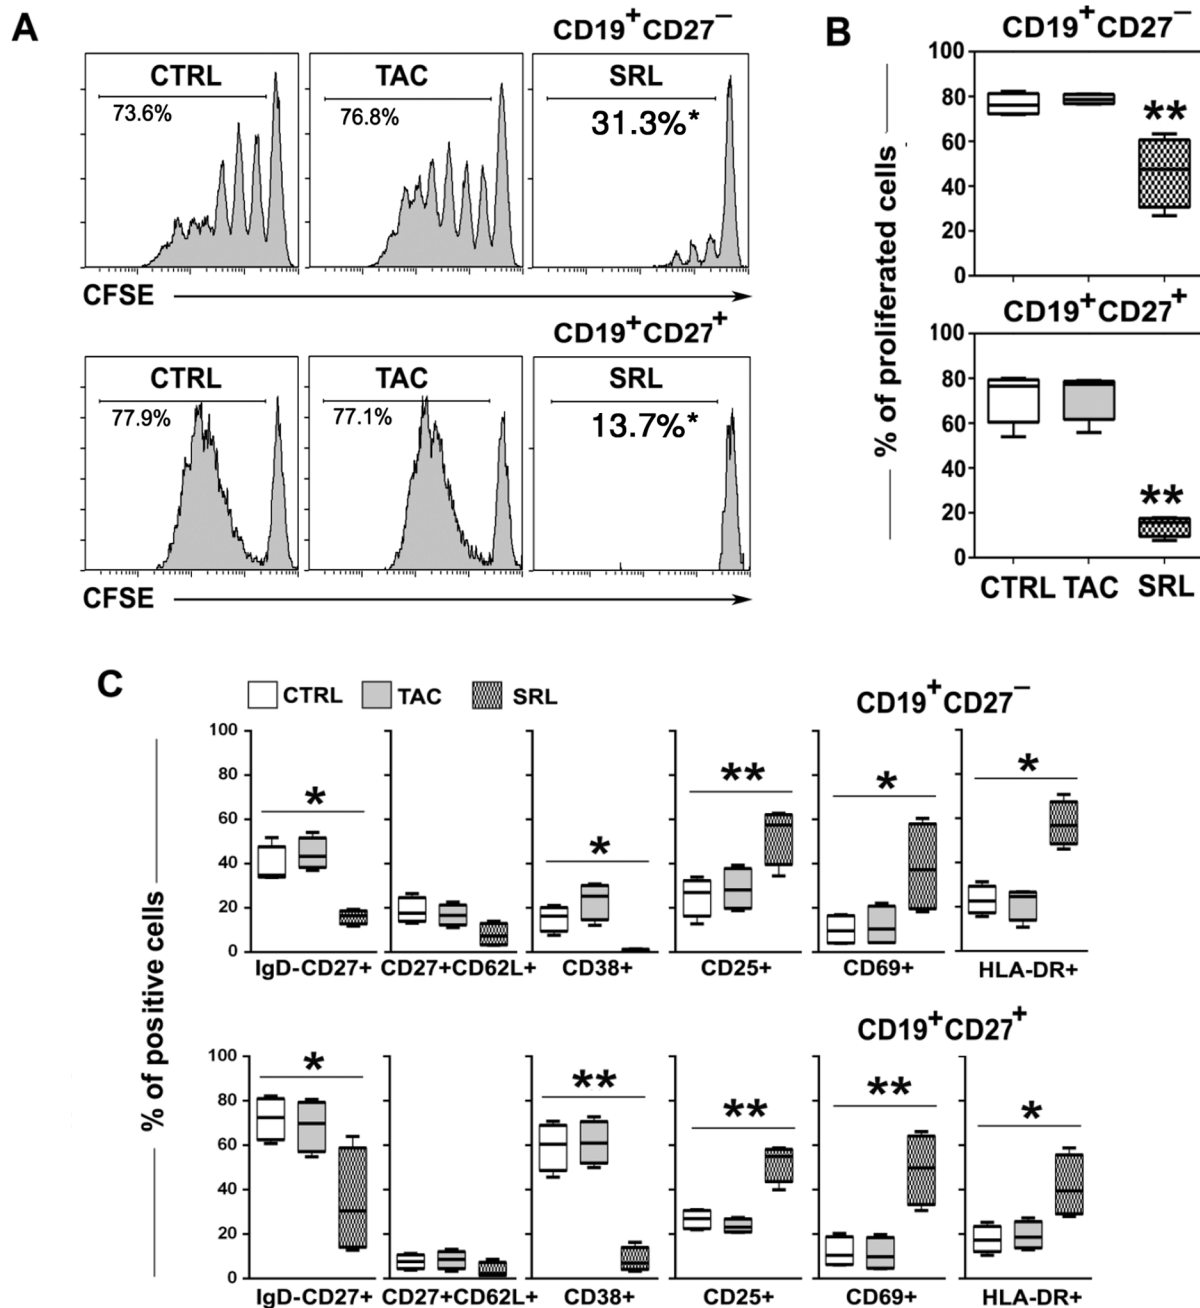 A
CD19+CD27−
CTRL
73.6%
TAC
76.8%
SRL
31.3%*
CFSE
CD19+CD27+
CTRL
77.9%
TAC
77.1%
SRL
13.7%*
CFSE
B
CD19+CD27−
% of proliferated cells
100
80
60
40
20
0
**
CD19+CD27+
100
80
60
40
20
0
**
CTRL TAC SRL
C
CTRL TAC SRL
CD19+CD27−
% of positive cells
100
80
60
40
20
0
*
*
**
*
*
IgD-CD27+ CD27+CD62L+ CD38+ CD25+ CD69+ HLA-DR+
CD19+CD27+
100
80
60
40
20
0
*
**
**
**
*
IgD-CD27+ CD27+CD62L+ CD38+ CD25+ CD69+ HLA-DR+